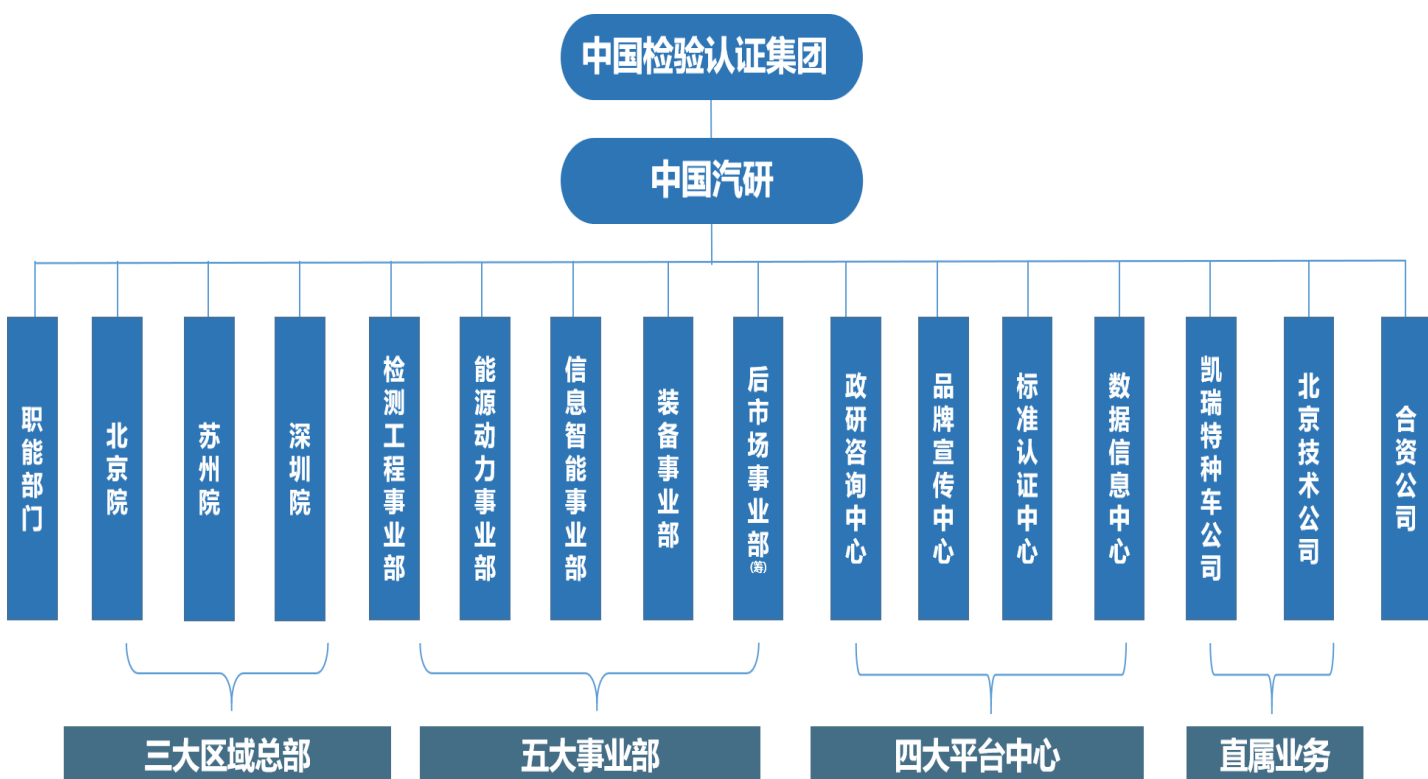 中国检验认证集团
中国汽研
职能部门
北京院
苏州院
深圳院
检测工程事业部
能源动力事业部
信息智能事业部
装备事业部
后市场事业部(筹)
政研咨询中心
品牌宣传中心
标准认证中心
数据信息中心
凯瑞特种车公司
北京技术公司
合资公司
三大区域总部
五大事业部
四大平台中心
直属业务